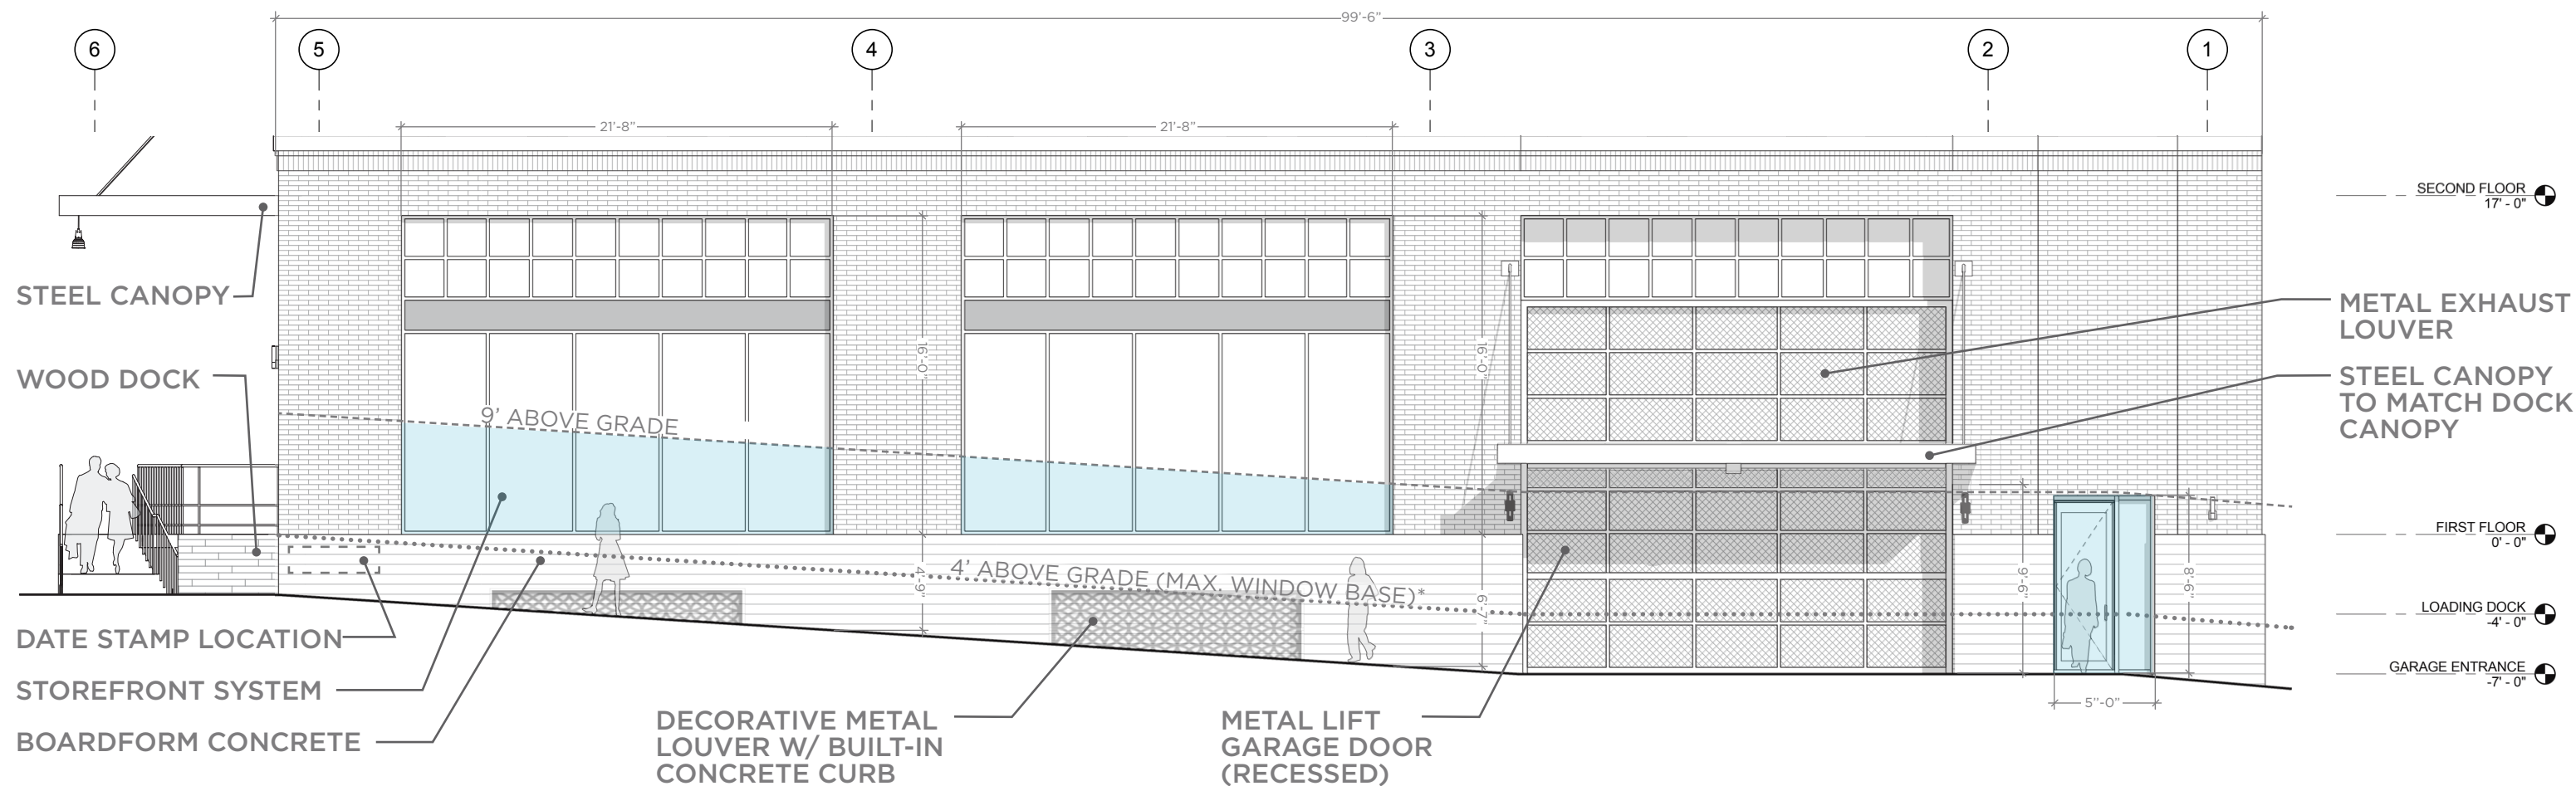 99'-6"
6
5
4
3
2
1
21'-8"
21'-8"
SECOND FLOOR
17' - 0"
STEEL CANOPY
METAL EXHAUST
LOUVER
16'-0"
16'-0"
WOOD DOCK
STEEL CANOPY
TO MATCH DOCK
CANOPY
9' ABOVE GRADE
FIRST FLOOR
0' - 0"
4' ABOVE GRADE (MAX. WINDOW BASE)*
4'-9"
6'-7"
9'-6"
8'-6"
LOADING DOCK
-4' - 0"
DATE STAMP LOCATION
GARAGE ENTRANCE
-7' - 0"
STOREFRONT SYSTEM
5"-0"
BOARDFORM CONCRETE
DECORATIVE METAL
LOUVER W/ BUILT-IN
CONCRETE CURB
METAL LIFT
GARAGE DOOR
(RECESSED)